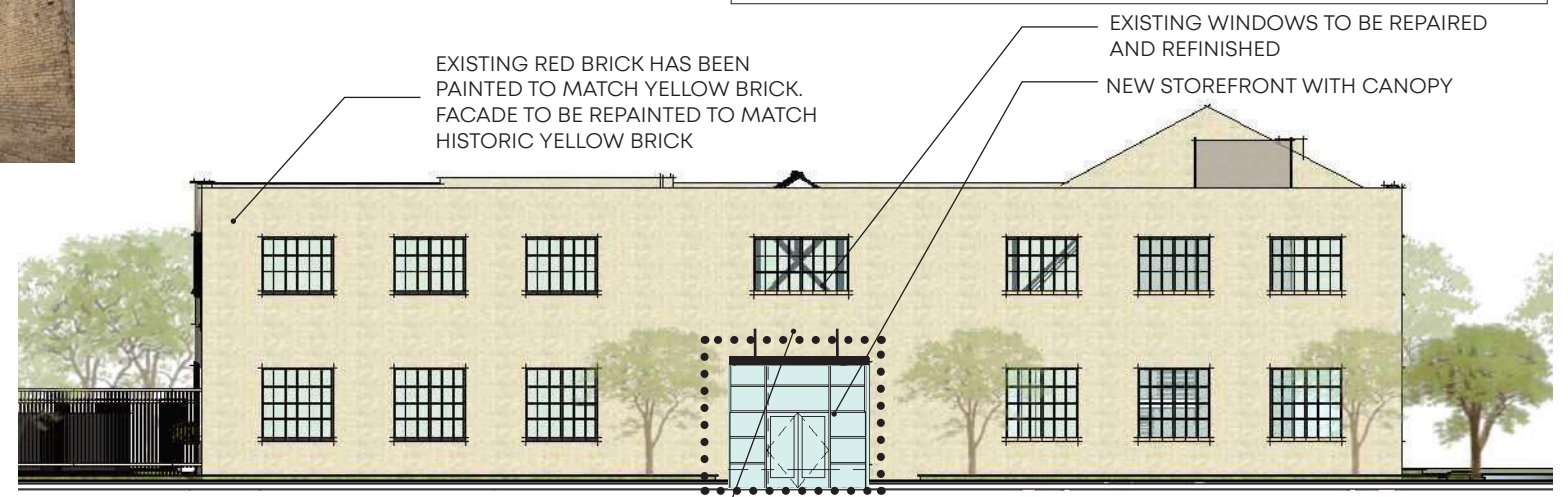 EXISTING RED BRICK HAS BEEN
PAINTED TO MATCH YELLOW BRICK.
FACADE TO BE REPAINTED TO MATCH
HISTORIC YELLOW BRICK
EXISTING WINDOWS TO BE REPAIRED
AND REFINISHED
NEW STOREFRONT WITH CANOPY